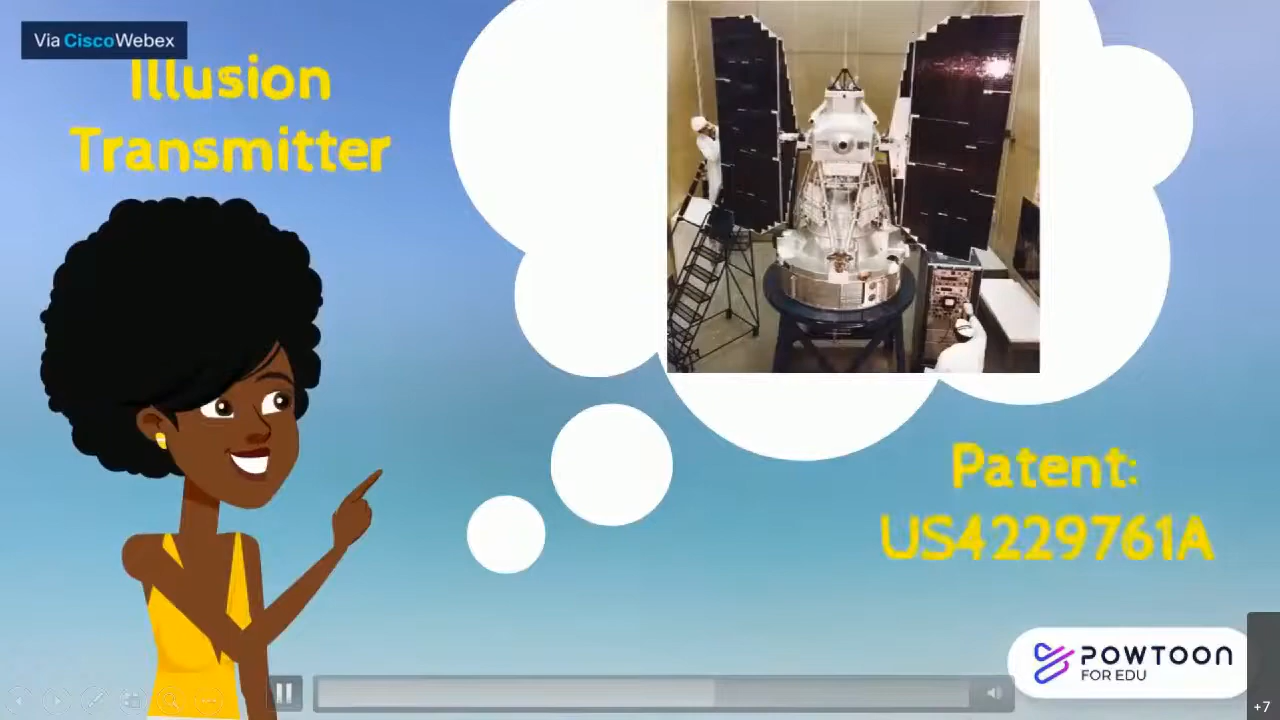 Via CiscoWebex
Illusion
Transmitter
Patent:
US4229761A
POWTOON
FOR EDU
+7